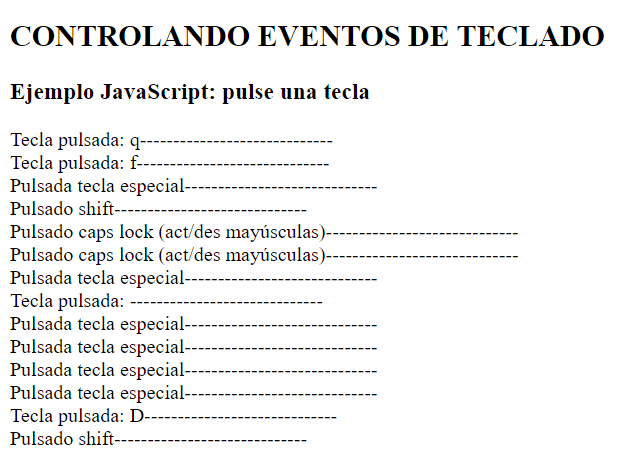 CONTROLANDO EVENTOS DE TECLADO
Ejemplo JavaScript: pulse una tecla
Tecla pulsada: q-----------------------------
Tecla pulsada: f-----------------------------
Pulsada tecla especial-----------------------------
Pulsado shift-----------------------------
Pulsado caps lock (act/des mayúsculas)-----------------------------
Pulsado caps lock (act/des mayúsculas)-----------------------------
Pulsada tecla especial-----------------------------
Tecla pulsada: -----------------------------
Pulsada tecla especial-----------------------------
Pulsada tecla especial-----------------------------
Pulsada tecla especial-----------------------------
Pulsada tecla especial-----------------------------
Tecla pulsada: D-----------------------------
Pulsado shift-----------------------------